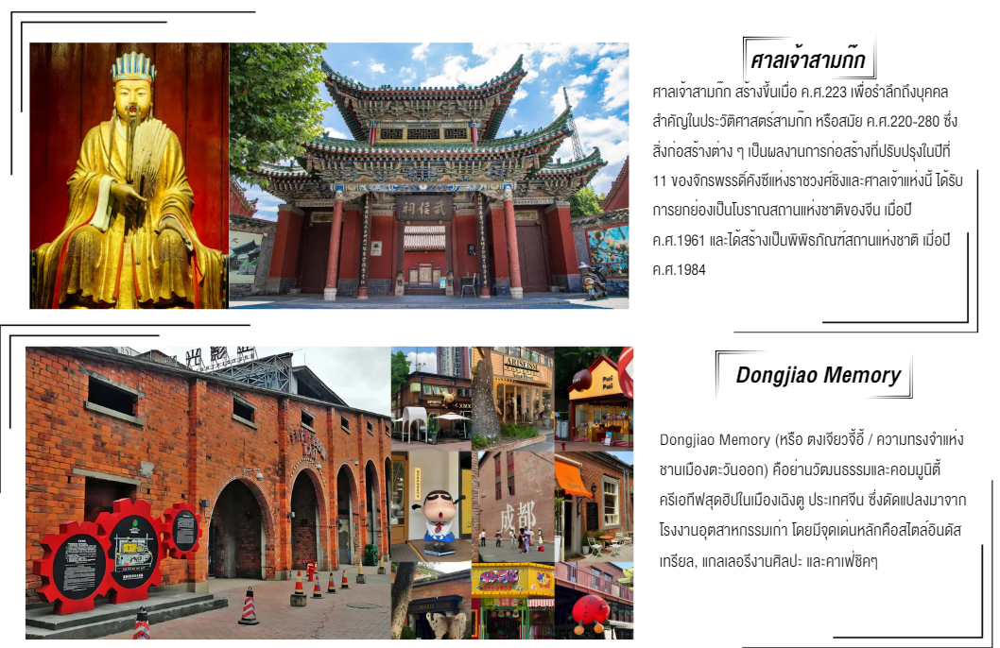 ศาลเจ้าสามก๊ก
ศาลเจ้าสามก๊ก สร้างขึ้นเมื่อ ค.ศ.223 เพื่อรำลึกถึงบุคคล
สำคัญในประวัติศาสตร์สามก๊ก หรือสมัย ค.ศ.220-280 ซึ่ง
สิ่งก่อสร้างต่าง ๆ เป็นผลงานการก่อสร้างที่ปรับปรุงในปีที่
11 ของจักรพรรดิ์คังซีแห่งราชวงศ์ชิงและศาลเจ้าแห่งนี้ ได้รับ
การยกย่องเป็นโบราณสถานแห่งชาติของจีน เมื่อปี
ค.ศ.1961 และได้สร้างเป็นพิพิธภัณฑ์สถานแห่งชาติ เมื่อปี
ค.ศ.1984
祠侯武
Dongjiao Memory
Dongjiao Memory (หรือ ตงเจียวจี้อี้ / ความทรงจำแห่ง
ชานเมืองตะวันออก) คือย่านวัฒนธรรมและคอมมูนิตี้
ครีเอทีฟสุดฮิปในเมืองเฉิงตู ประเทศจีน ซึ่งดัดแปลงมาจาก
โรงงานอุตสาหกรรมเก่า โดยมีจุดเด่นหลักคือสไตล์อินดัส
เทรียล, แกลเลอรีงานศิลปะ และคาเฟ่ชิคๆ
光影
ARISEISM
XMX
Puti
Puti
成都